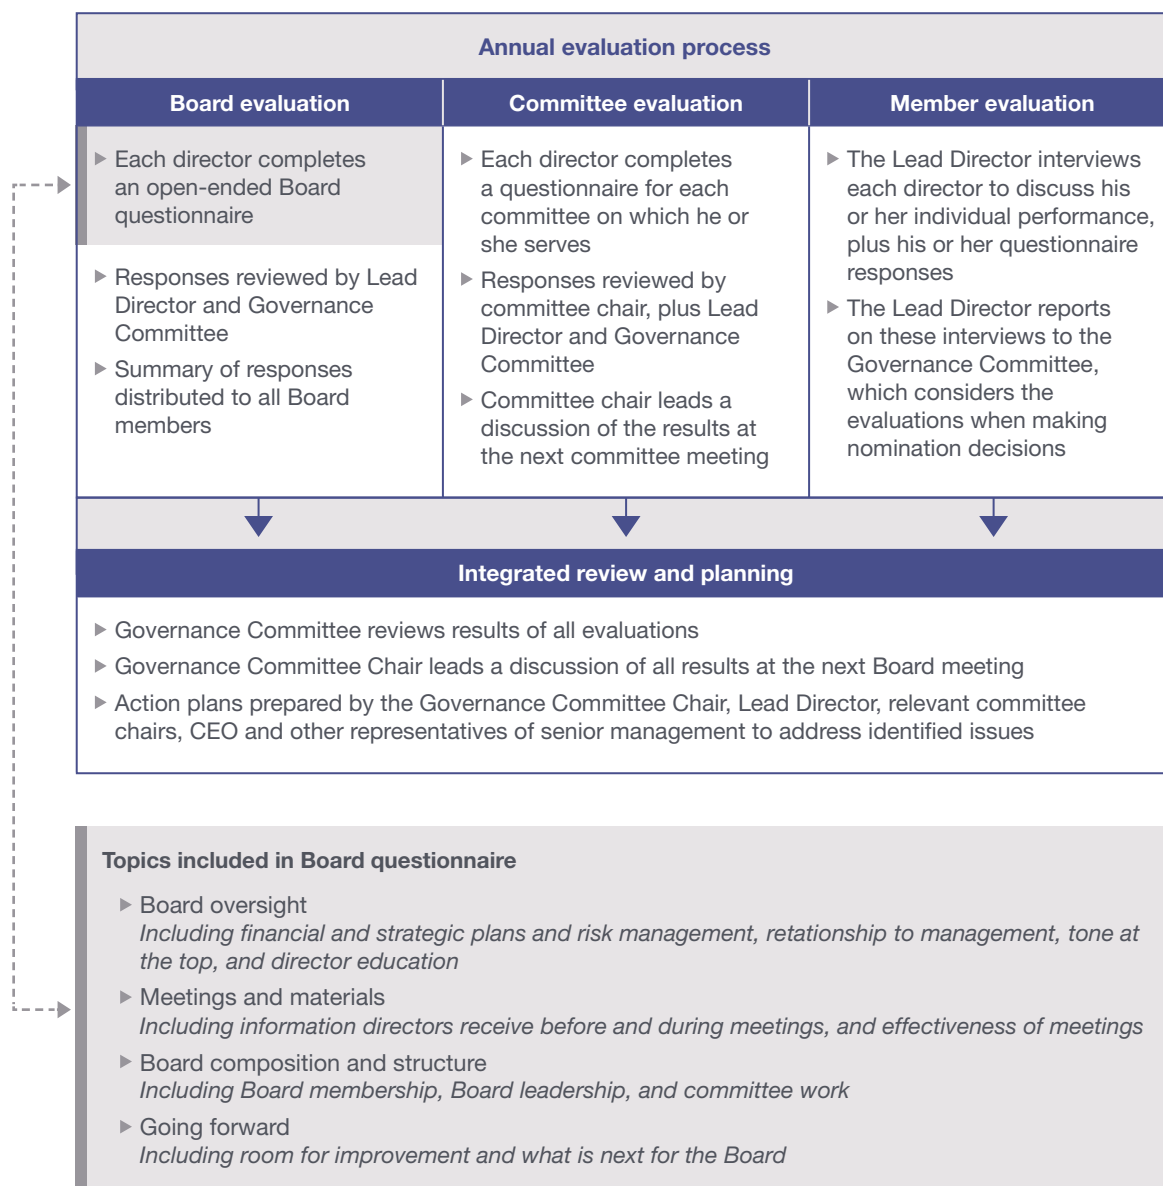 Annual evaluation process
Board evaluation
Each director completes
an open-ended Board
questionnaire
Responses reviewed by Lead
Director and Governance
Committee
Summary of responses
distributed to all Board
members
Committee evaluation
Each director completes
a questionnaire for each
committee on which he or
she serves
Responses reviewed by
committee chair, plus Lead
Director and Governance
Committee
Committee chair leads a
discussion of the results at
the next committee meeting
Member evaluation
The Lead Director interviews
each director to discuss his
or her individual performance,
plus his or her questionnaire
responses
The Lead Director reports
on these interviews to the
Governance Committee,
which considers the
evaluations when making
nomination decisions
Integrated review and planning
Governance Committee reviews results of all evaluations
Governance Committee Chair leads a discussion of all results at the next Board meeting
Action plans prepared by the Governance Committee Chair, Lead Director, relevant committee
chairs, CEO and other representatives of senior management to address identified issues
Topics included in Board questionnaire
Board oversight
Including financial and strategic plans and risk management, relationship to management, tone at
the top, and director education
Meetings and materials
Including information directors receive before and during meetings, and effectiveness of meetings
Board composition and structure
Including Board membership, Board leadership, and committee work
Going forward
Including room for improvement and what is next for the Board